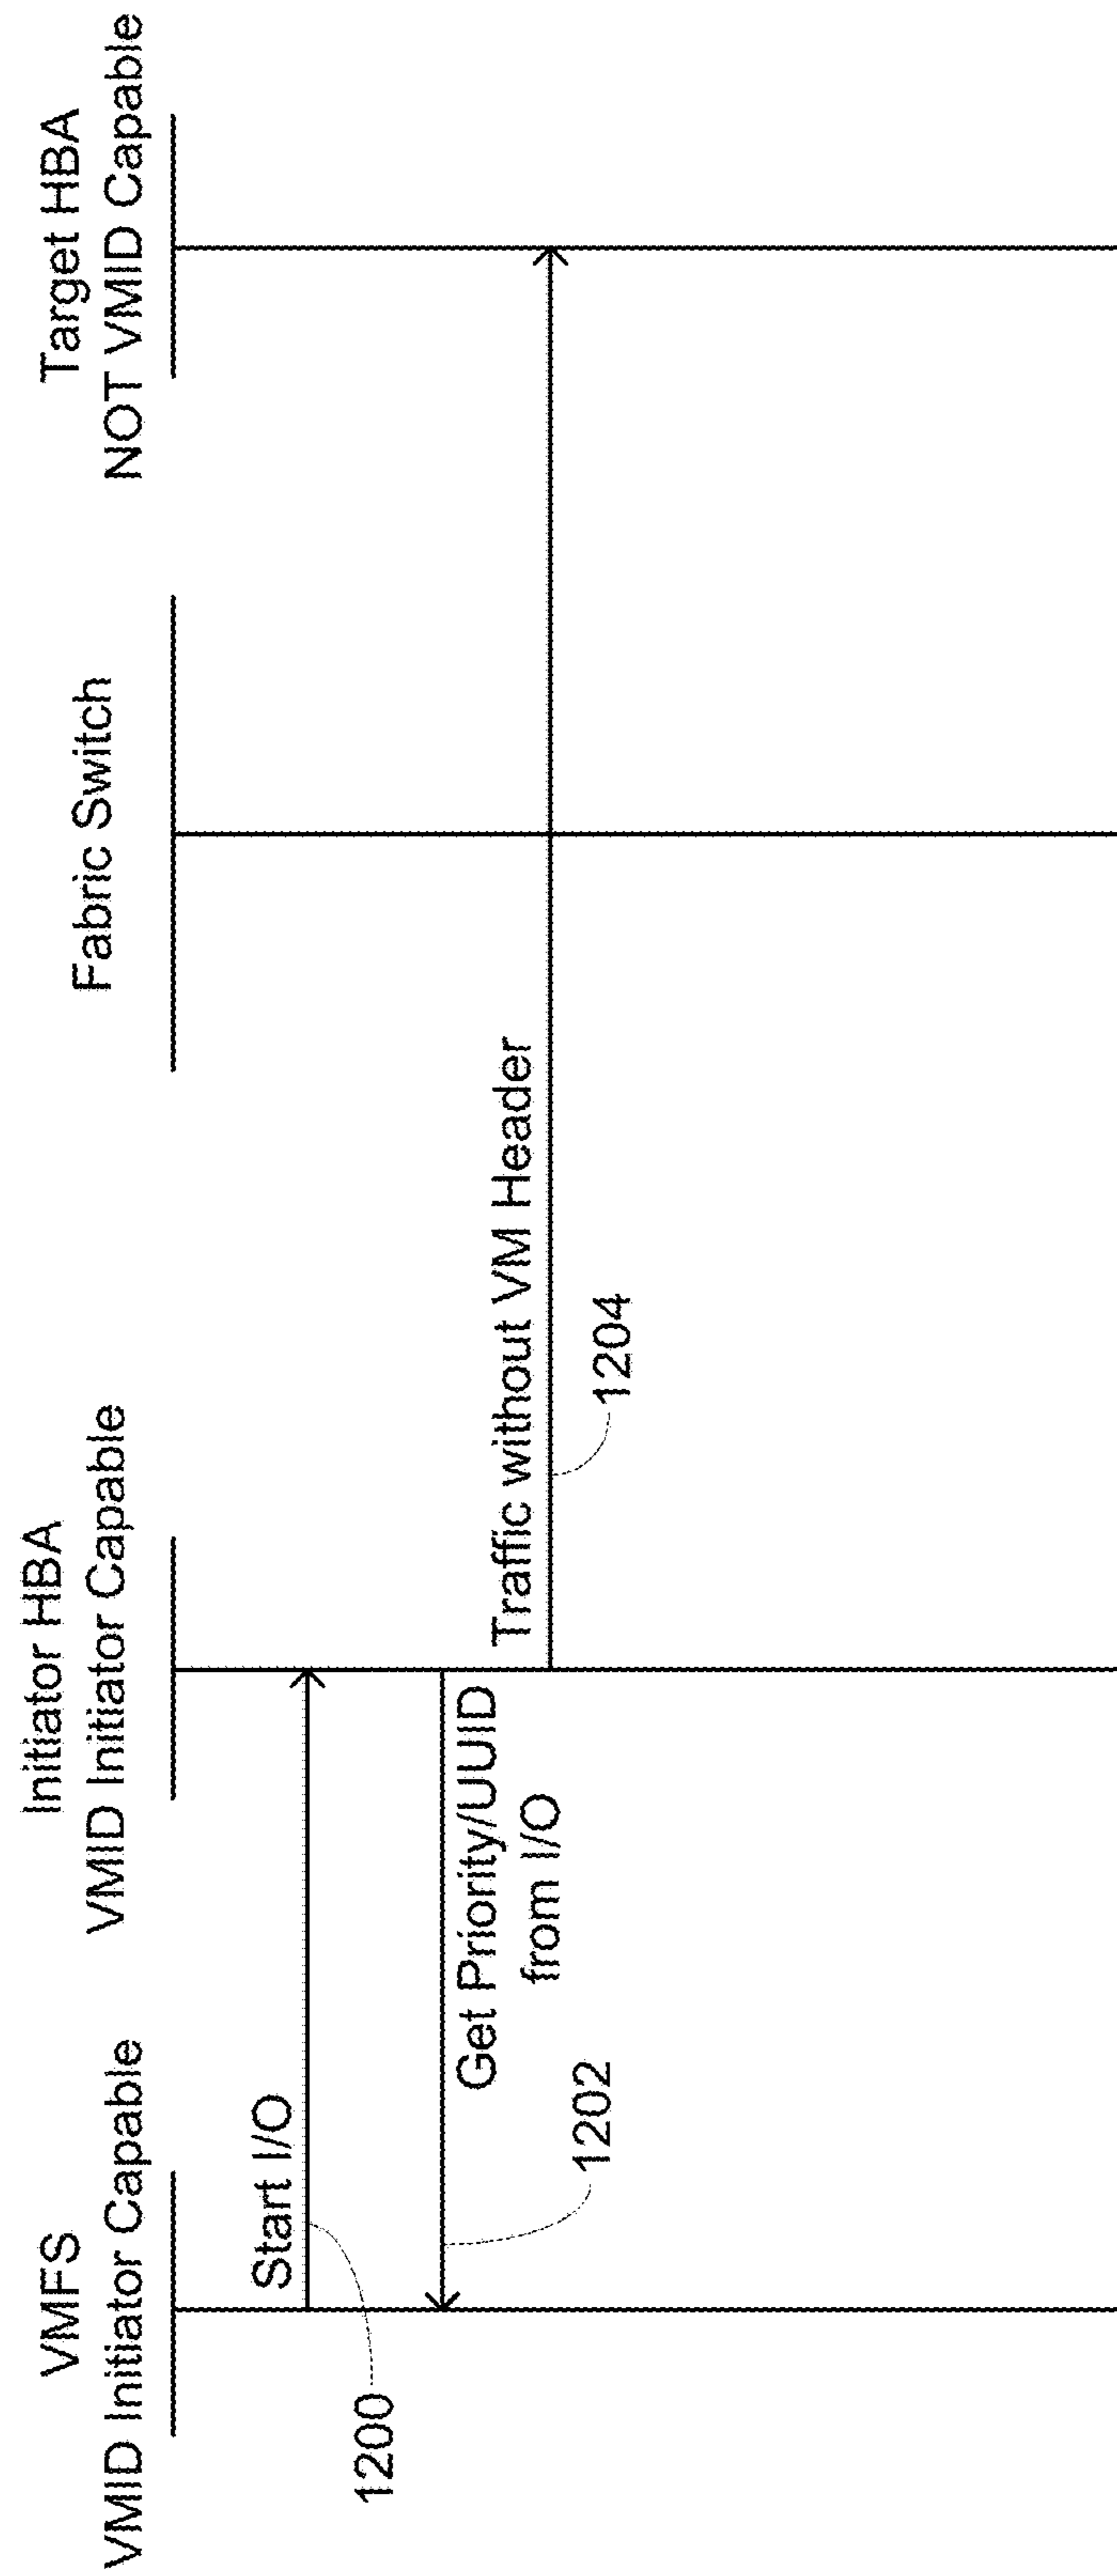 VMFS
VMID Initiator Capable
Initiator HBA
VMID Initiator Capable
Fabric Switch
Target HBA
NOT VMID Capable
Start I/O
1200
Get Priority/UUID
from I/O
1202
Traffic without VM Header
1204